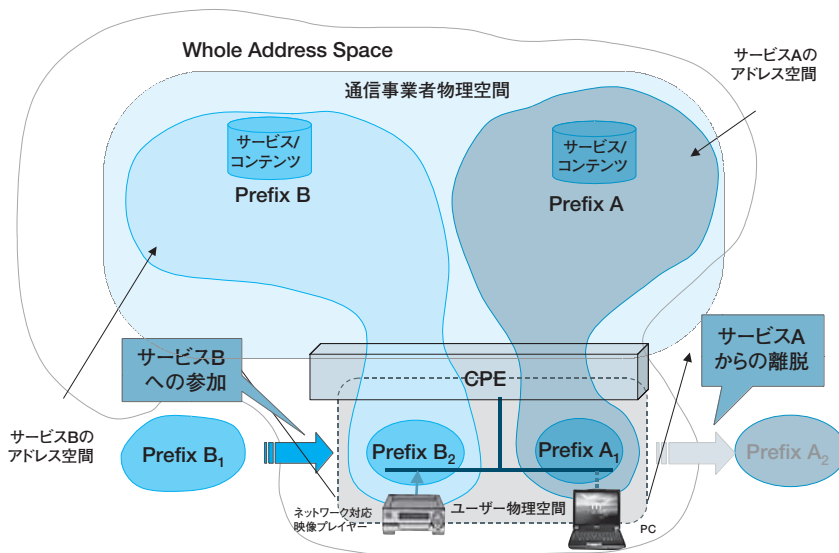 Whole Address Space
サービスAの
アドレス空間
通信事業者物理空間
サービス/
コンテンツ
Prefix B
サービス/
コンテンツ
Prefix A
サービスB
への参加
サービスA
からの離脱
CPE
サービスBの
アドレス空間
Prefix B1
Prefix B2
Prefix A1
Prefix A2
ネットワーク対応
映像プレイヤー
ユーザー物理空間
PC